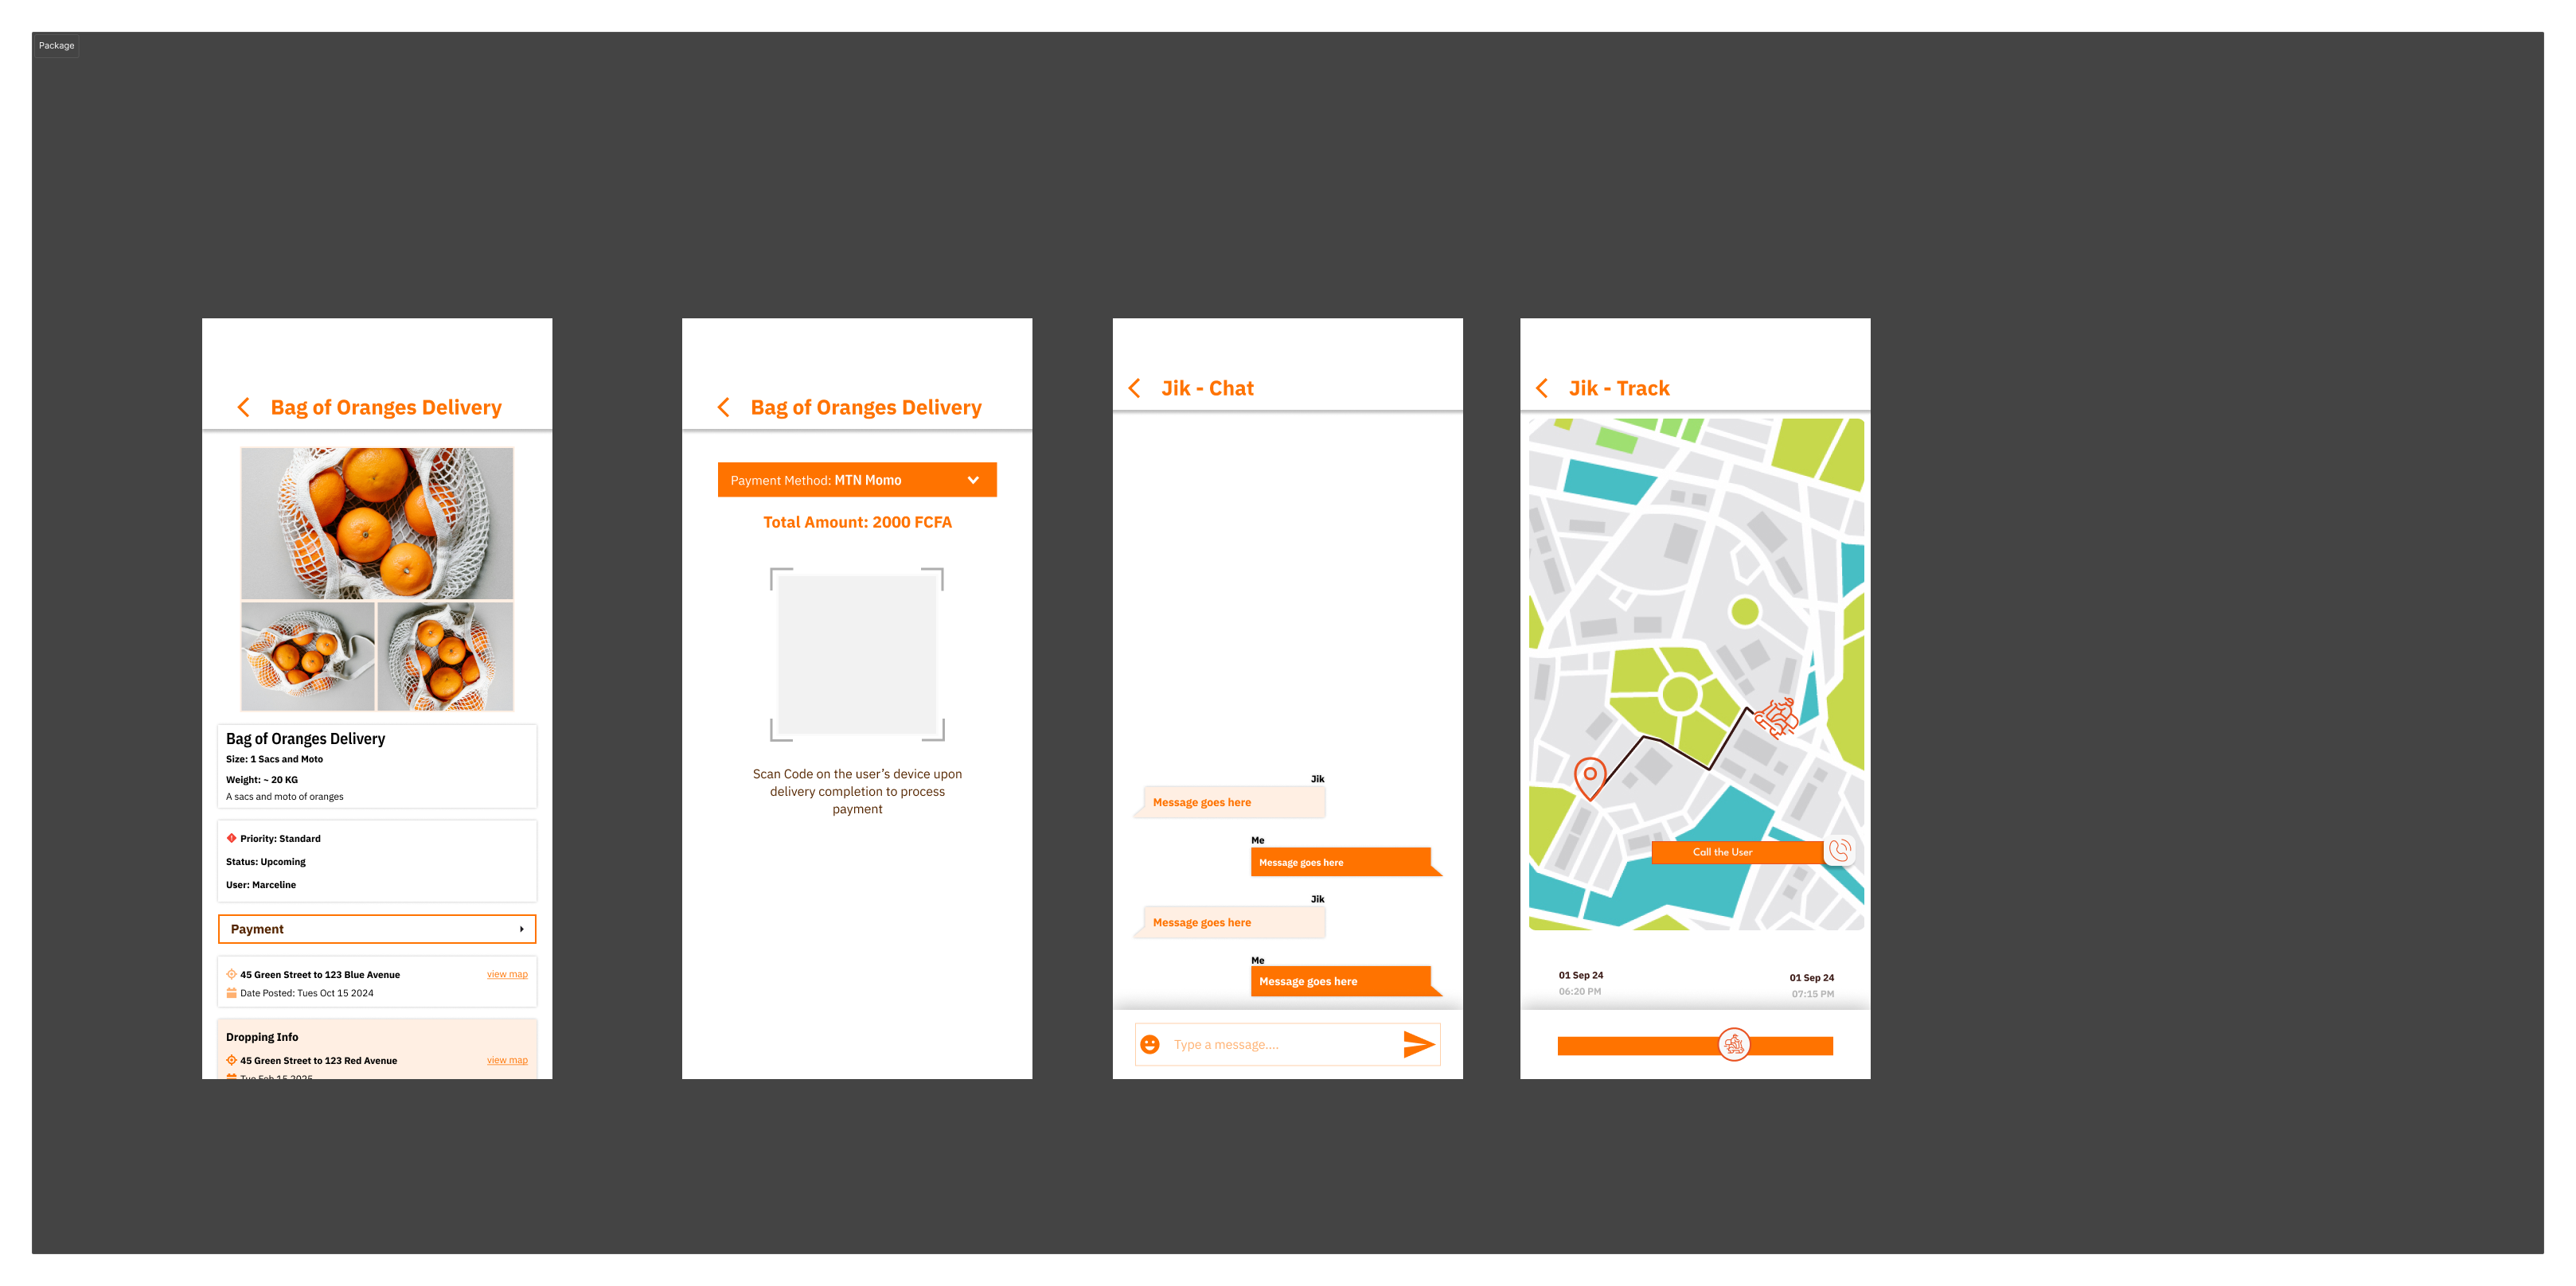 Package
Bag of Oranges Delivery
Bag of Oranges Delivery
Size: 1 Sacs and Moto
Weight: ~ 20 KG
A sacs and moto of oranges
Priority: Standard
Status: Upcoming
User: Marceline
Payment
45 Green Street to 123 Blue Avenue
view map
Date Posted: Tues Oct 15 2024
Dropping Info
45 Green Street to 123 Red Avenue
view map
Tue Feb 15 2025
Bag of Oranges Delivery
Payment Method: MTN Momo
Total Amount: 2000 FCFA
Scan Code on the user’s device upon
delivery completion to process
payment
Jik - Chat
Jik
Message goes here
Me
Message goes here
Jik
Message goes here
Me
Message goes here
Type a message....
Jik - Track
Call the User
01 Sep 24
06:20 PM
01 Sep 24
07:15 PM